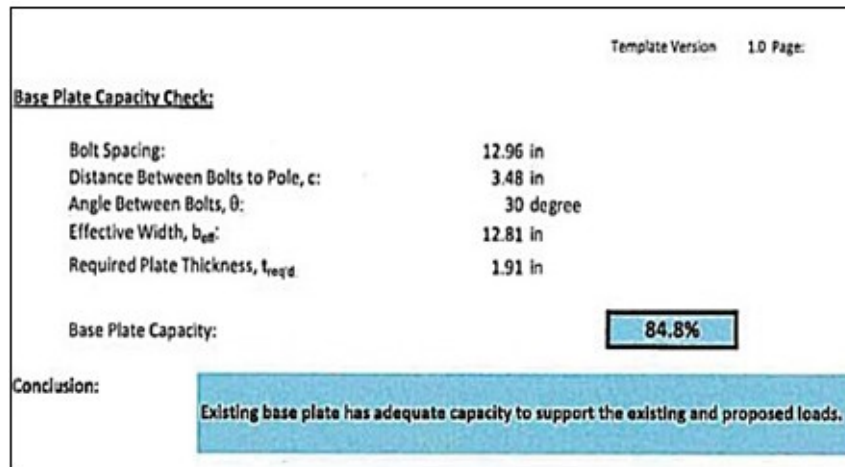 Template Version 1.0 Page:
Base Plate Capacity Check:
Bolt Spacing: 12.96 in
Distance Between Bolts to Pole, c: 3.48 in
Angle Between Bolts, θ: 30 degree
Effective Width, beff: 12.81 in
Required Plate Thickness, treq'd 1.91 in
Base Plate Capacity: 84.8%
Conclusion:
Existing base plate has adequate capacity to support the existing and proposed loads.